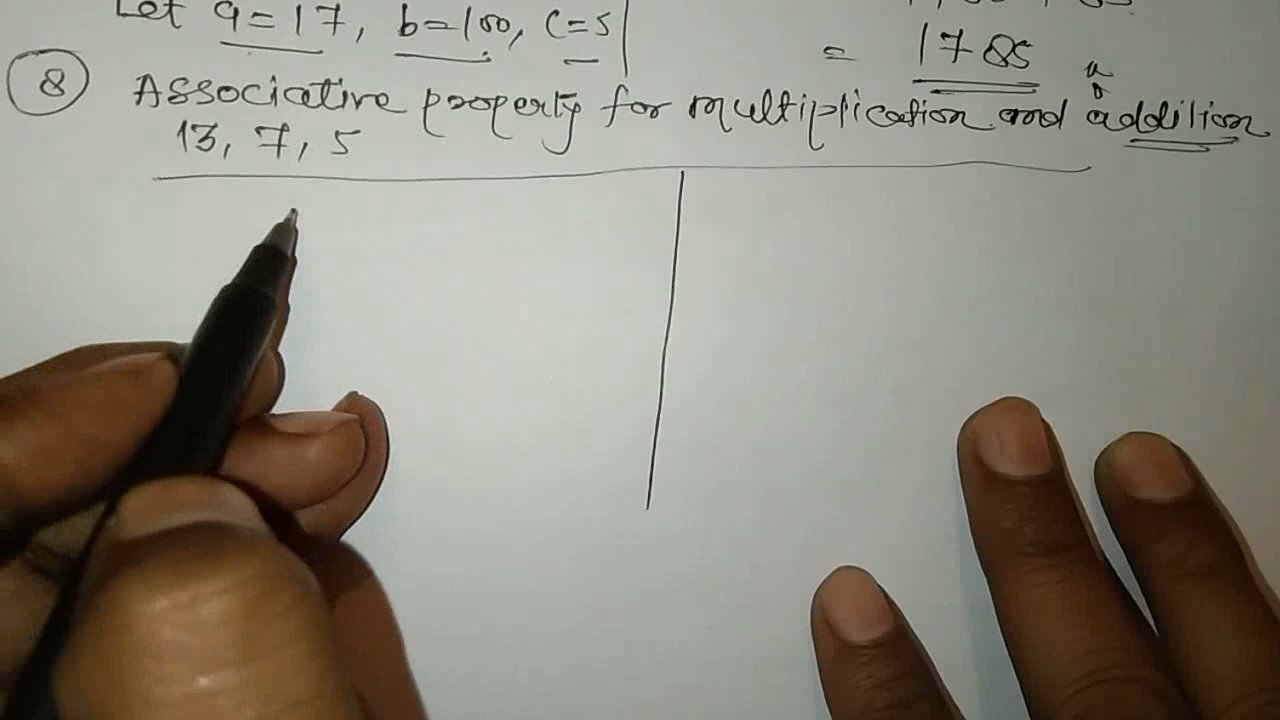 Let a=17, b=100, c=5
= 1785
8 Associative property for multiplication and addition
13, 7, 5